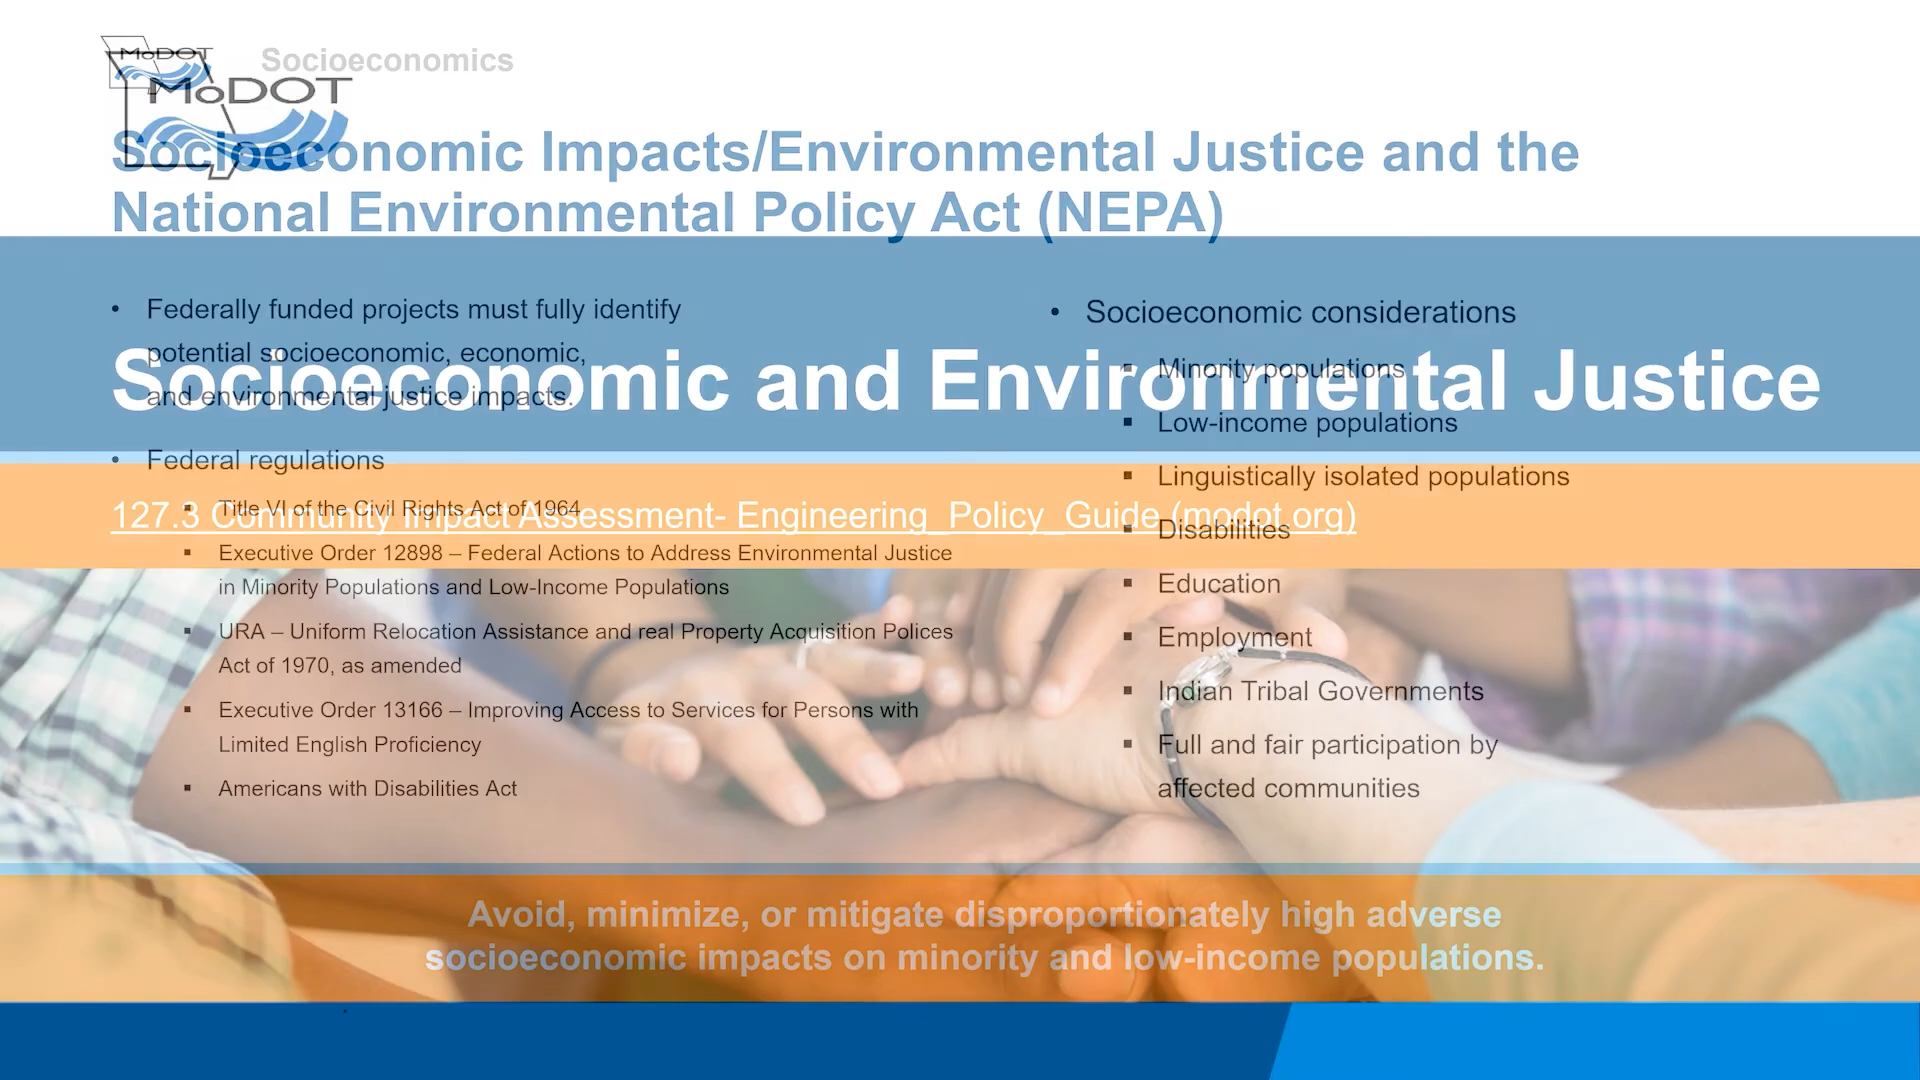 MoDOT
Socioeconomics
MoDOT
Socioeconomic Impacts/Environmental Justice and the
National Environmental Policy Act (NEPA)
• Federally funded projects must fully identify
potential socioeconomic, economic,
and environmental justice impacts.
Socioeconomic and Environmental Justice
• Federal regulations
▪ Title VI of the Civil Rights Act of 1964
127.3 Community Impact Assessment- Engineering_Policy_Guide (modot.org)
▪ Executive Order 12898 – Federal Actions to Address Environmental Justice
in Minority Populations and Low-Income Populations
▪ URA – Uniform Relocation Assistance and real Property Acquisition Polices
Act of 1970, as amended
▪ Executive Order 13166 – Improving Access to Services for Persons with
Limited English Proficiency
▪ Americans with Disabilities Act
• Socioeconomic considerations
▪ Minority populations
▪ Low-income populations
▪ Linguistically isolated populations
▪ Disabilities
▪ Education
▪ Employment
▪ Indian Tribal Governments
▪ Full and fair participation by
affected communities
Avoid, minimize, or mitigate disproportionately high adverse
socioeconomic impacts on minority and low-income populations.